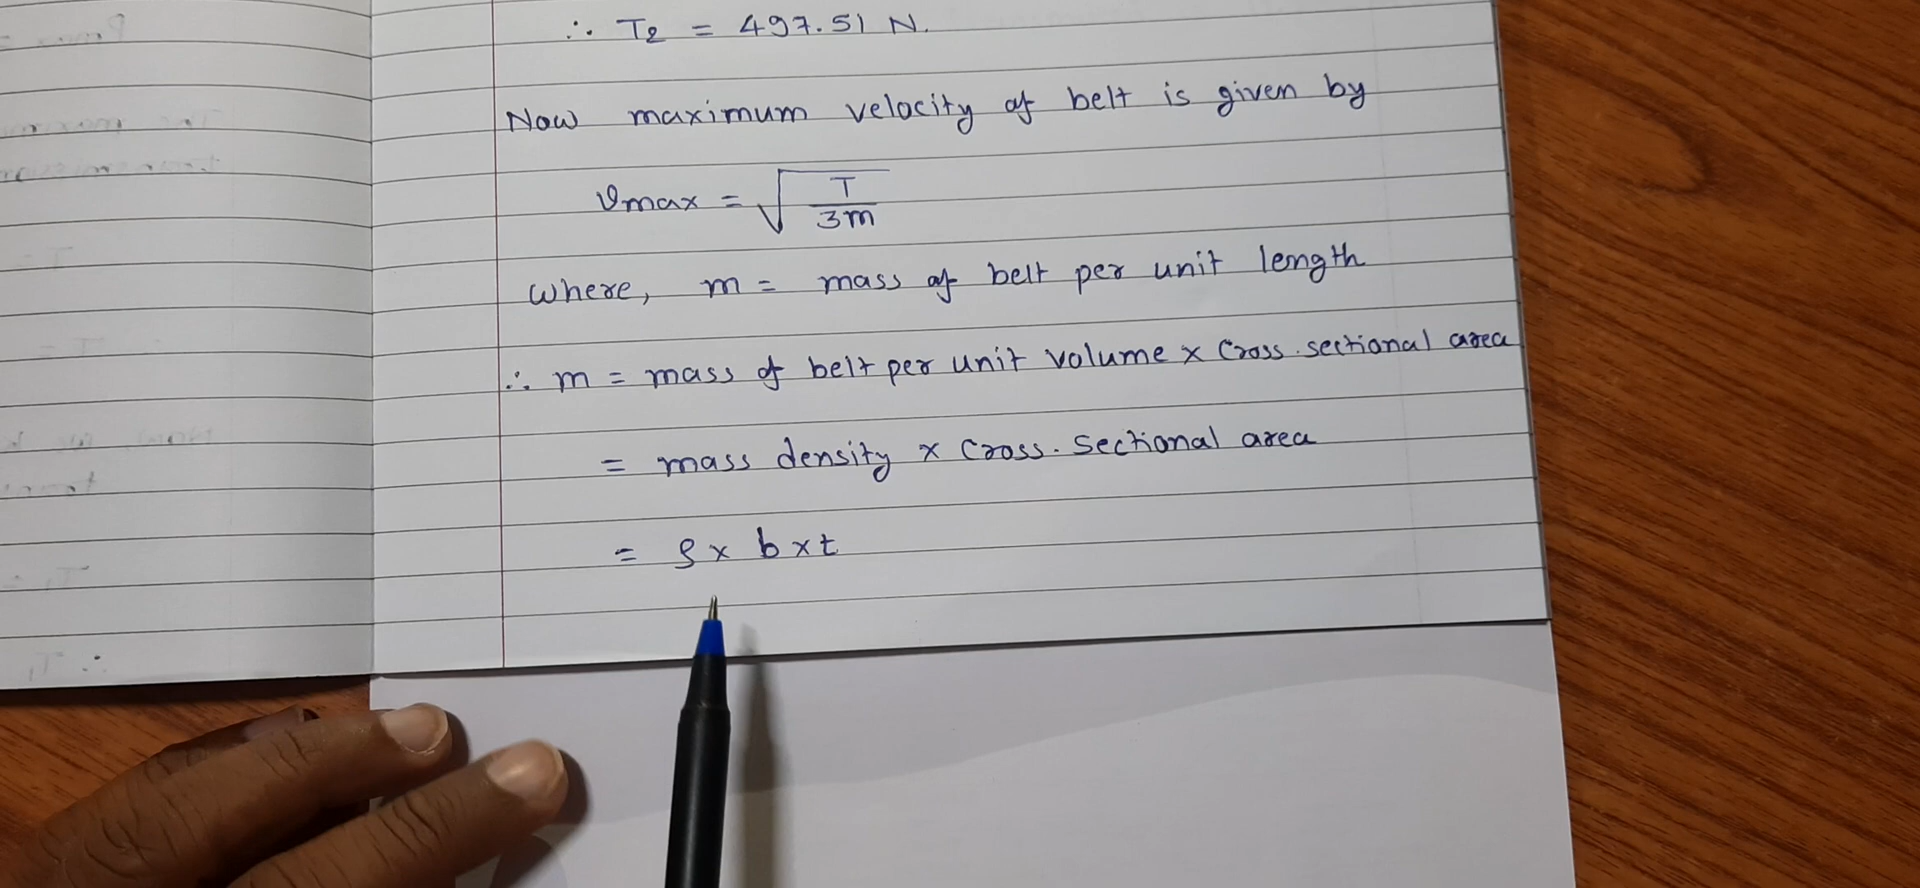 ∴ T2 = 497.51 N.
Now maximum velocity of belt is given by
vmax = √(T/3m)
where, m = mass of belt per unit length
∴ m = mass of belt per unit volume × cross.sectional area
= mass density × cross.sectional area
= ρ × b × t